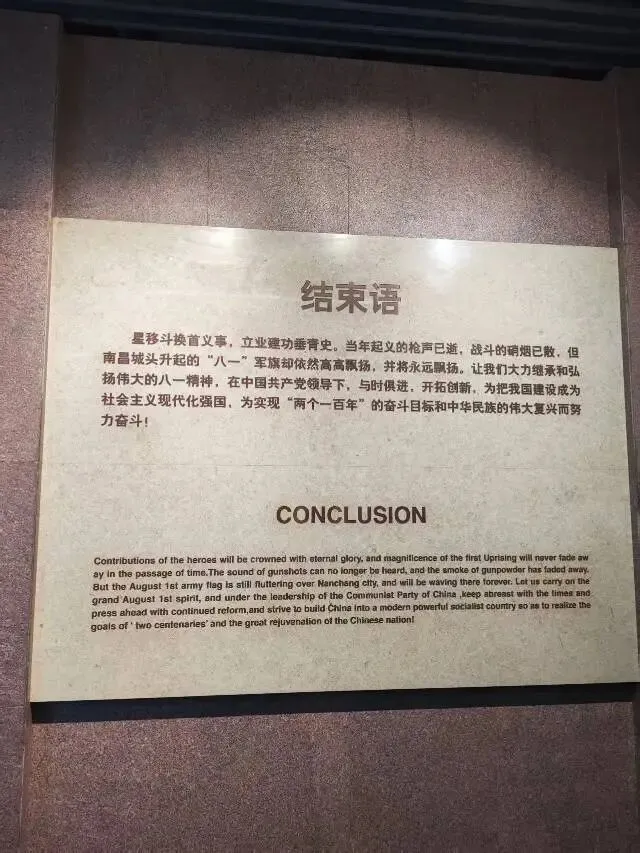 结束语
星移斗换首义事，立业建功垂青史。当年起义的枪声已逝，战斗的硝烟已散，但
南昌城头升起的“八一”军旗却依然高高飘扬，并将永远飘扬。让我们大力继承和弘
扬伟大的八一精神，在中国共产党领导下，与时俱进，开拓创新，为把我国建设成为
社会主义现代化强国，为实现“两个一百年”的奋斗目标和中华民族的伟大复兴而努
力奋斗！
CONCLUSION
Contributions of the heroes will be crowned with eternal glory, and magnificence of the first Uprising will never fade aw
ay in the passage of time.The sound of gunshots can no longer be heard, and the smoke of gunpowder has faded away.
But the August 1st army flag is still fluttering over Nanchang city, and will be waving there forever. Let us carry on the
grand August 1st spirit, and under the leadership of the Communist Party of China ,keep abreast with the times and
press ahead with continued reform,and strive to build China into a modern powerful socialist country so as to realize the
goals of ' two centenaries' and the great rejuvenation of the Chinese nation!